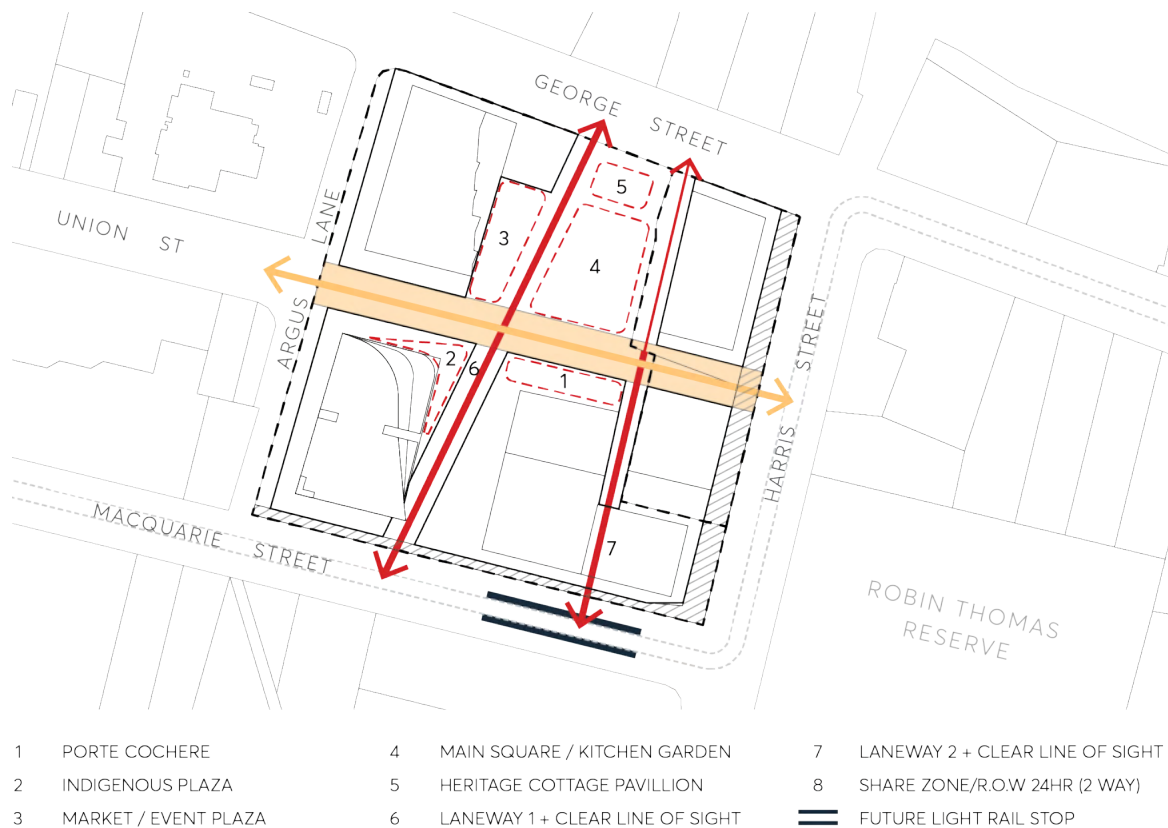 GEORGE STREET
UNION ST
ARGUS LANE
HARRIS STREET
MACQUARIE STREET
ROBIN THOMAS
RESERVE
5
3
4
2
6
1
7
1 PORTE COCHERE
2 INDIGENOUS PLAZA
3 MARKET / EVENT PLAZA
4 MAIN SQUARE / KITCHEN GARDEN
5 HERITAGE COTTAGE PAVILLION
6 LANEWAY 1 + CLEAR LINE OF SIGHT
7 LANEWAY 2 + CLEAR LINE OF SIGHT
8 SHARE ZONE/R.O.W 24HR (2 WAY)
FUTURE LIGHT RAIL STOP